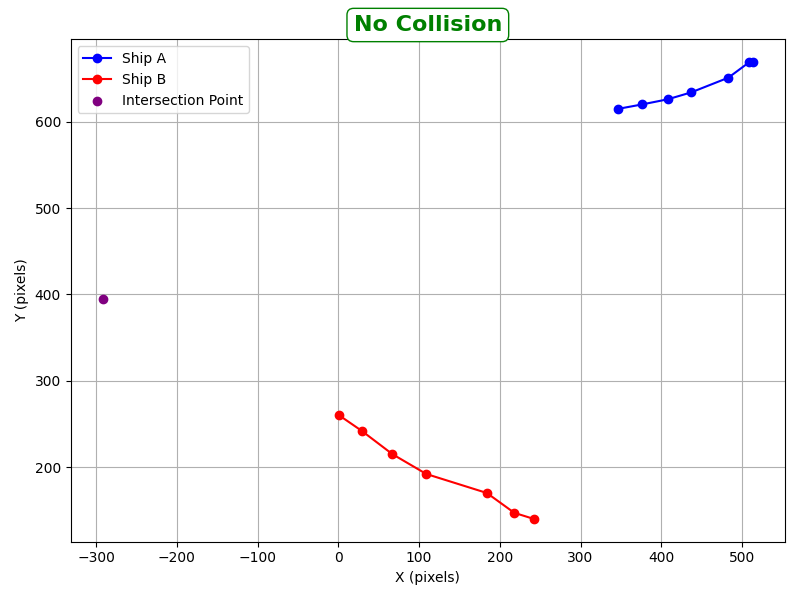 No Collision
Ship A
Ship B
Intersection Point
600
500
400
300
200
Y (pixels)
−300
−200
−100
0
100
200
300
400
500
X (pixels)